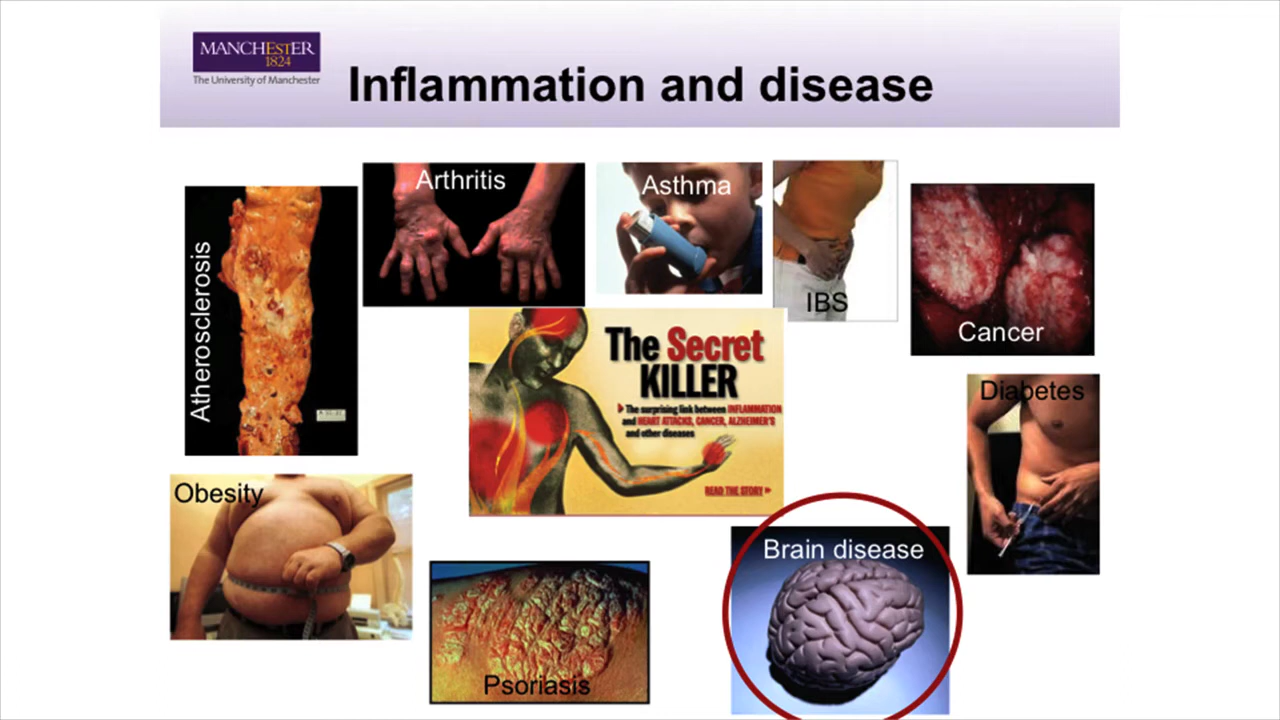 MANCHESTER
1824
The University of Manchester
Inflammation and disease
Atherosclerosis
Arthritis
Asthma
IBS
Cancer
The Secret
KILLER
The surprising link between INFLAMMATION
and HEART ATTACKS, CANCER, ALZHEIMER'S
and other diseases
READ THE STORY
Diabetes
Obesity
Psoriasis
Brain disease